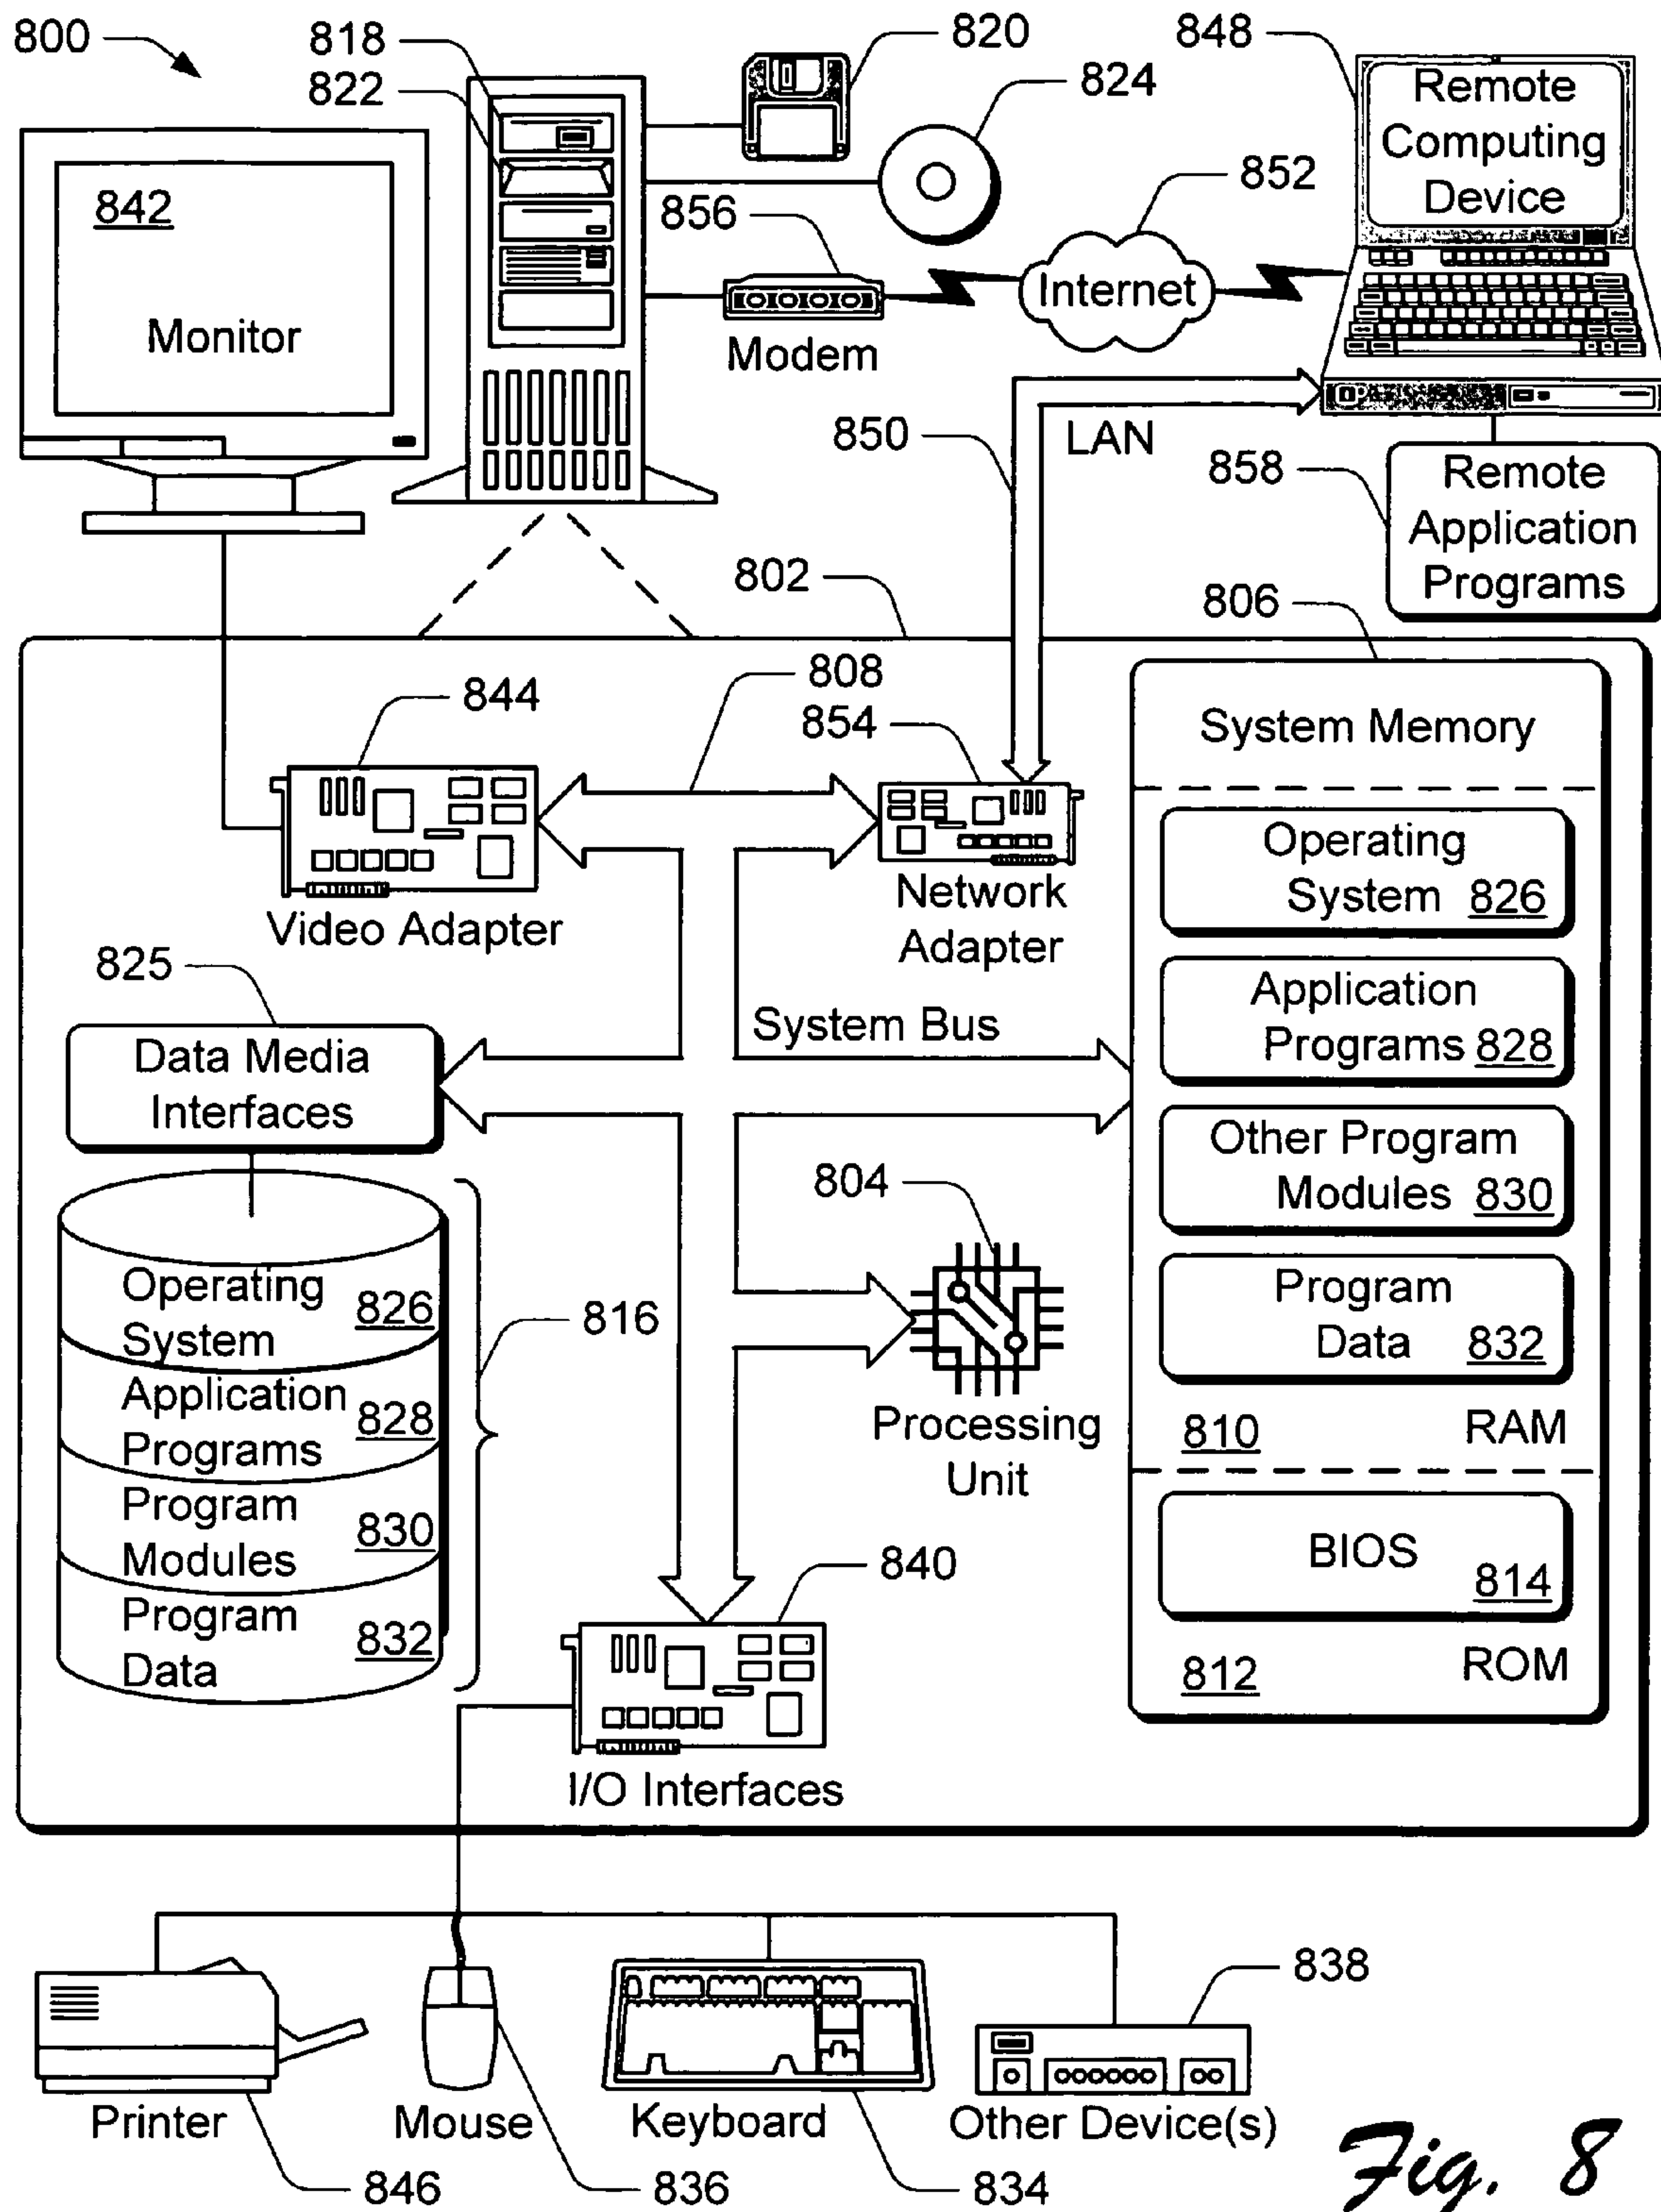 800
818
822
820
824
848
Remote
Computing
Device
842
Monitor
856
Modem
852
Internet
850
LAN
858
Remote
Application
Programs
802
806
808
844
Video Adapter
854
Network
Adapter
System Memory
Operating
System 826
Application
Programs 828
Other Program
Modules 830
Program
Data 832
810 RAM
BIOS
814
812 ROM
825
Data Media
Interfaces
System Bus
804
Processing
Unit
Operating
System 826
Application
Programs 828
Program
Modules 830
Program
Data 832
816
840
I/O Interfaces
Printer
846
Mouse
836
Keyboard
834
838
Other Device(s)
Fig. 8